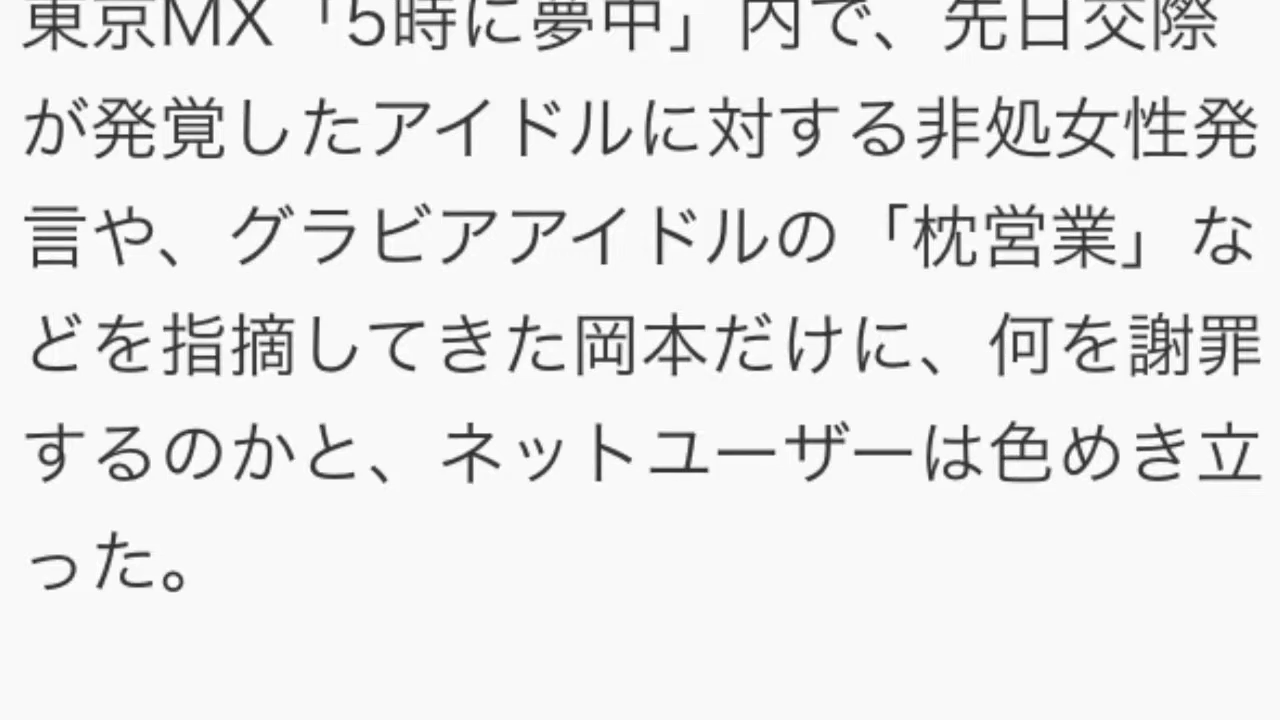 東京MX「5時に夢中」内で、先日交際
が発覚したアイドルに対する非処女性発
言や、グラビアアイドルの「枕営業」な
どを指摘してきた岡本だけに、何を謝罪
するのかと、ネットユーザーは色めき立
った。